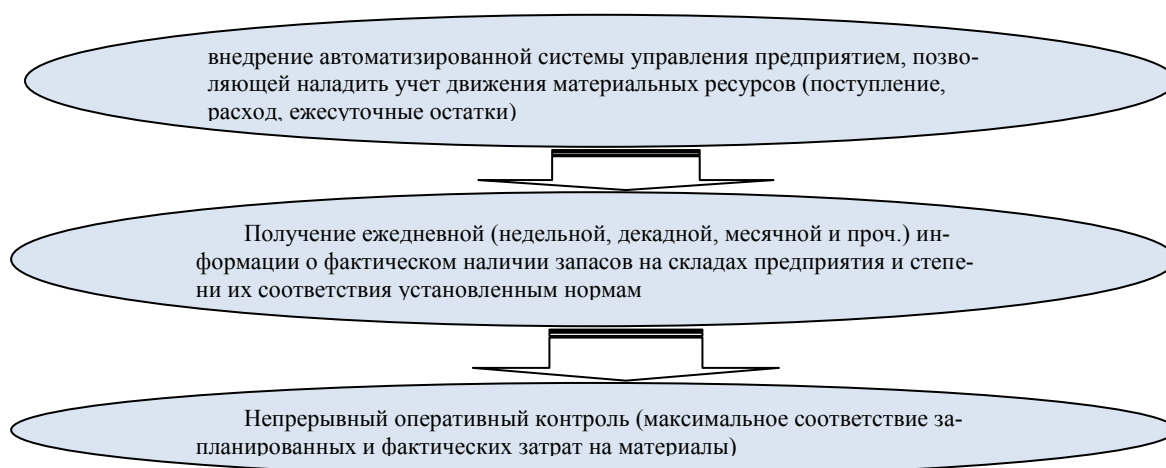 внедрение автоматизированной системы управления предприятием, позво-
ляющей наладить учет движения материальных ресурсов (поступление,
расход, ежесуточные остатки)
Получение ежедневной (недельной, декадной, месячной и проч.) ин-
формации о фактическом наличии запасов на складах предприятия и степе-
ни их соответствия установленным нормам
Непрерывный оперативный контроль (максимальное соответствие за-
планированных и фактических затрат на материалы)